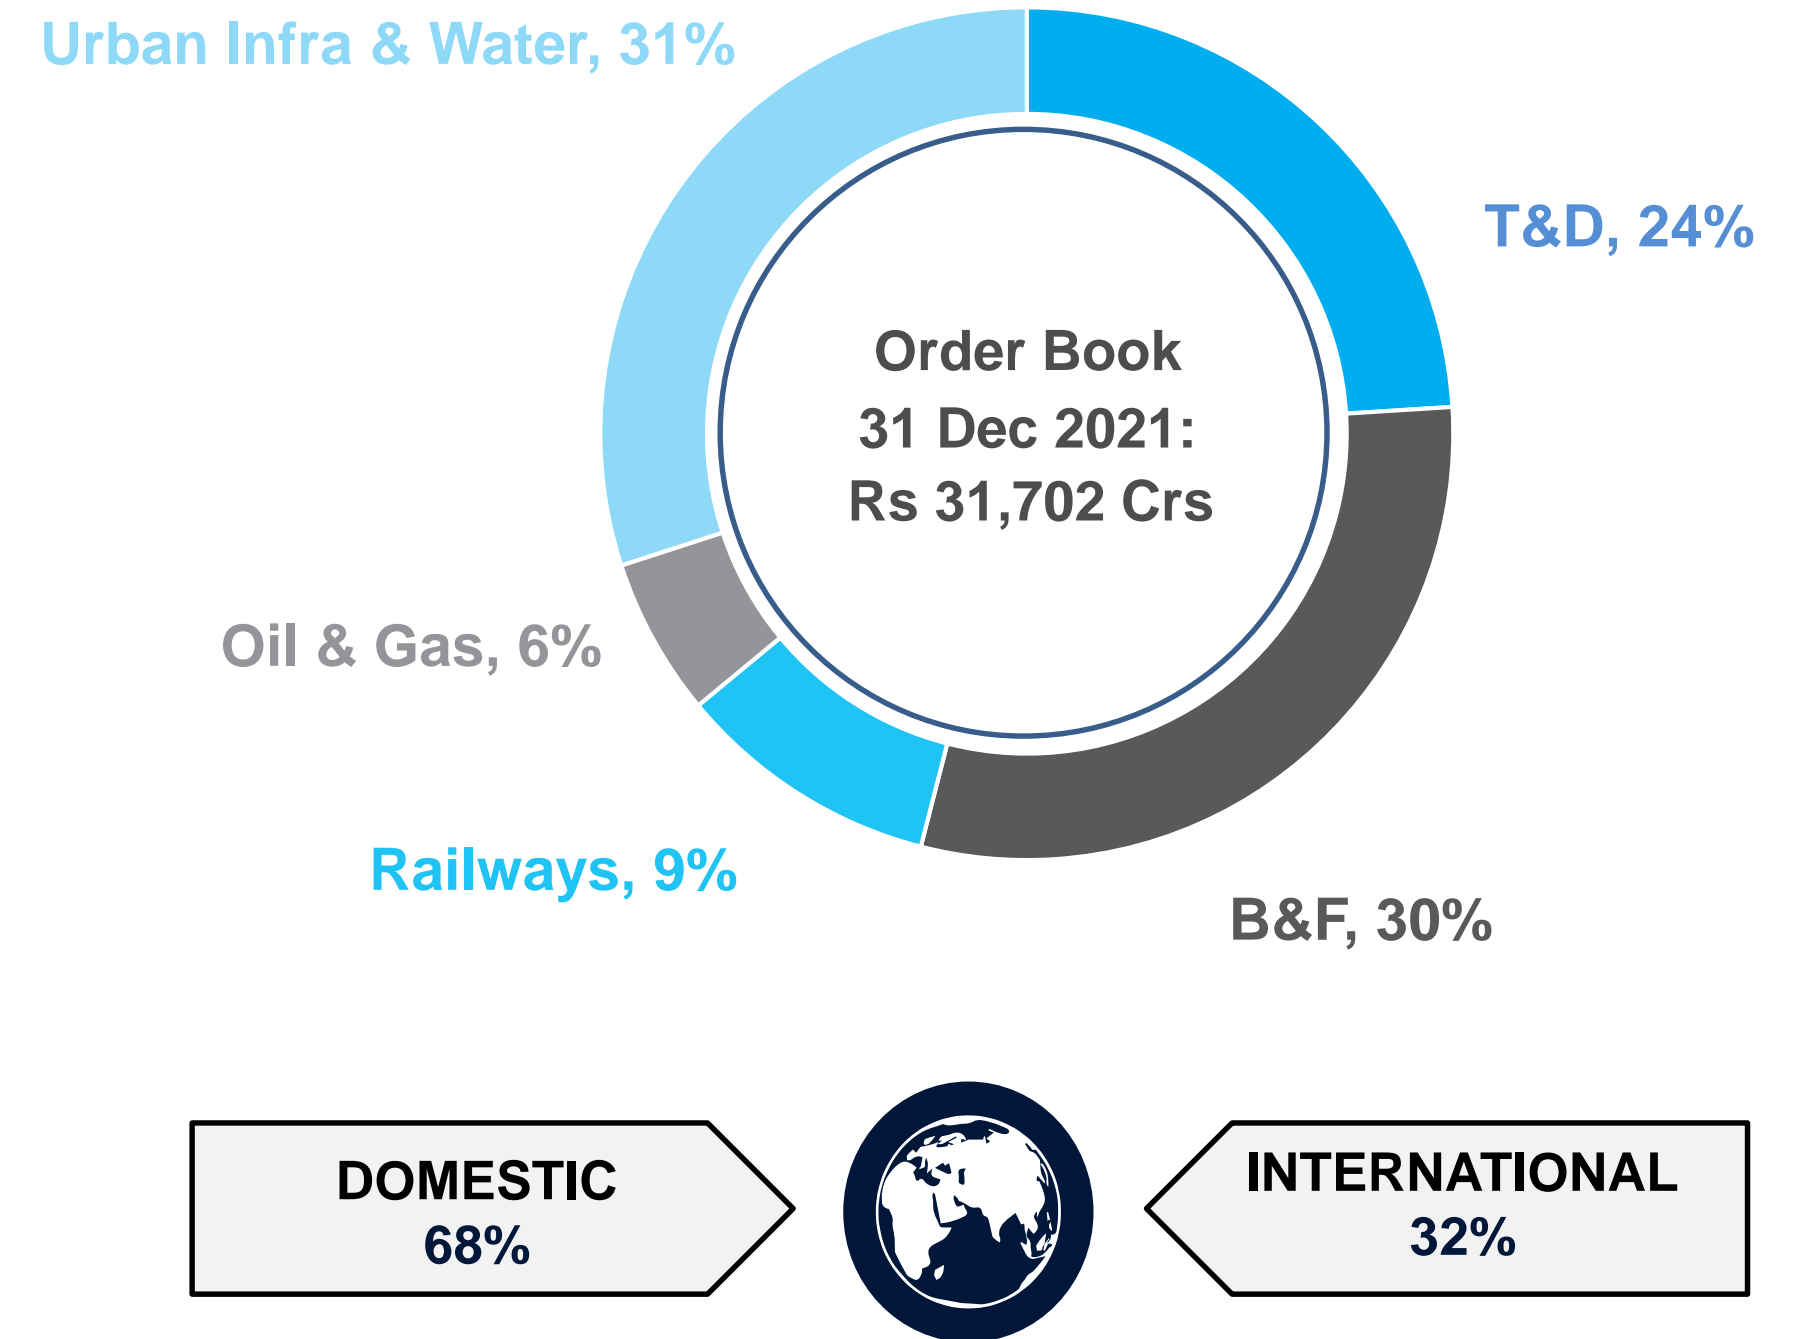 Urban Infra & Water, 31%
T&D, 24%
Order Book
31 Dec 2021:
Rs 31,702 Crs
Oil & Gas, 6%
Railways, 9%
B&F, 30%
DOMESTIC
68%
INTERNATIONAL
32%